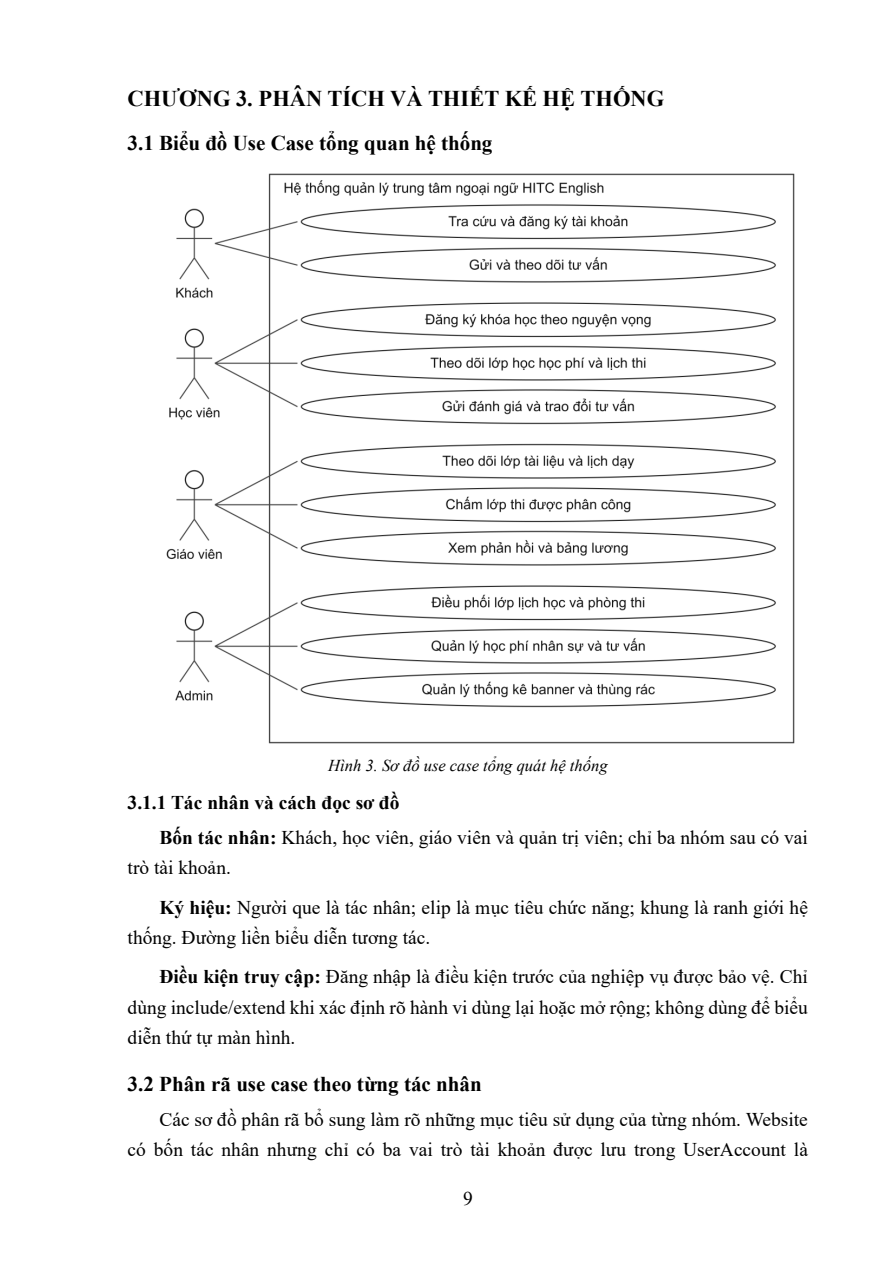 CHƯƠNG 3. PHÂN TÍCH VÀ THIẾT KẾ HỆ THỐNG
3.1 Biểu đồ Use Case tổng quan hệ thống
Hệ thống quản lý trung tâm ngoại ngữ HITC English
Tra cứu và đăng ký tài khoản
Gửi và theo dõi tư vấn
Khách
Đăng ký khóa học theo nguyện vọng
Theo dõi lớp học học phí và lịch thi
Gửi đánh giá và trao đổi tư vấn
Học viên
Theo dõi lớp tài liệu và lịch dạy
Chấm lớp thi được phân công
Xem phản hồi và bảng lương
Giáo viên
Điều phối lớp lịch học và phòng thi
Quản lý học phí nhân sự và tư vấn
Quản lý thống kê banner và thùng rác
Admin
Hình 3. Sơ đồ use case tổng quát hệ thống
3.1.1 Tác nhân và cách đọc sơ đồ
Bốn tác nhân: Khách, học viên, giáo viên và quản trị viên; chỉ ba nhóm sau có vai
trò tài khoản.
Ký hiệu: Người que là tác nhân; elip là mục tiêu chức năng; khung là ranh giới hệ
thống. Đường liền biểu diễn tương tác.
Điều kiện truy cập: Đăng nhập là điều kiện trước của nghiệp vụ được bảo vệ. Chỉ
dùng include/extend khi xác định rõ hành vi dùng lại hoặc mở rộng; không dùng để biểu
diễn thứ tự màn hình.
3.2 Phân rã use case theo từng tác nhân
Các sơ đồ phân rã bổ sung làm rõ những mục tiêu sử dụng của từng nhóm. Website
có bốn tác nhân nhưng chỉ có ba vai trò tài khoản được lưu trong UserAccount là
9